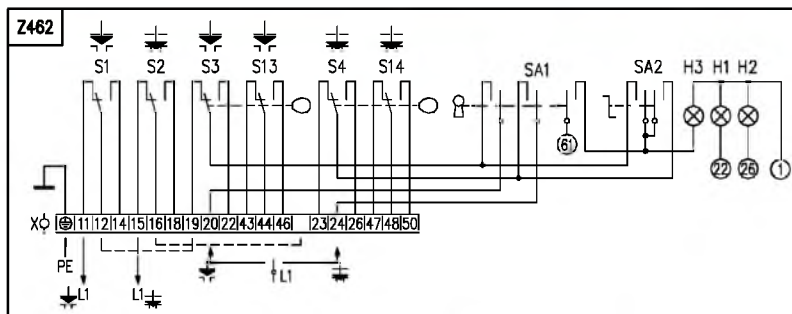 Z462
S1 S2 S3 S13 S4 S14 SA1 SA2 H3 H1 H2
61
22 26 1
X 11 12 14 15 16 18 19 20 22 43 44 46 23 24 26 47 48 50
PE L1 L1 L1